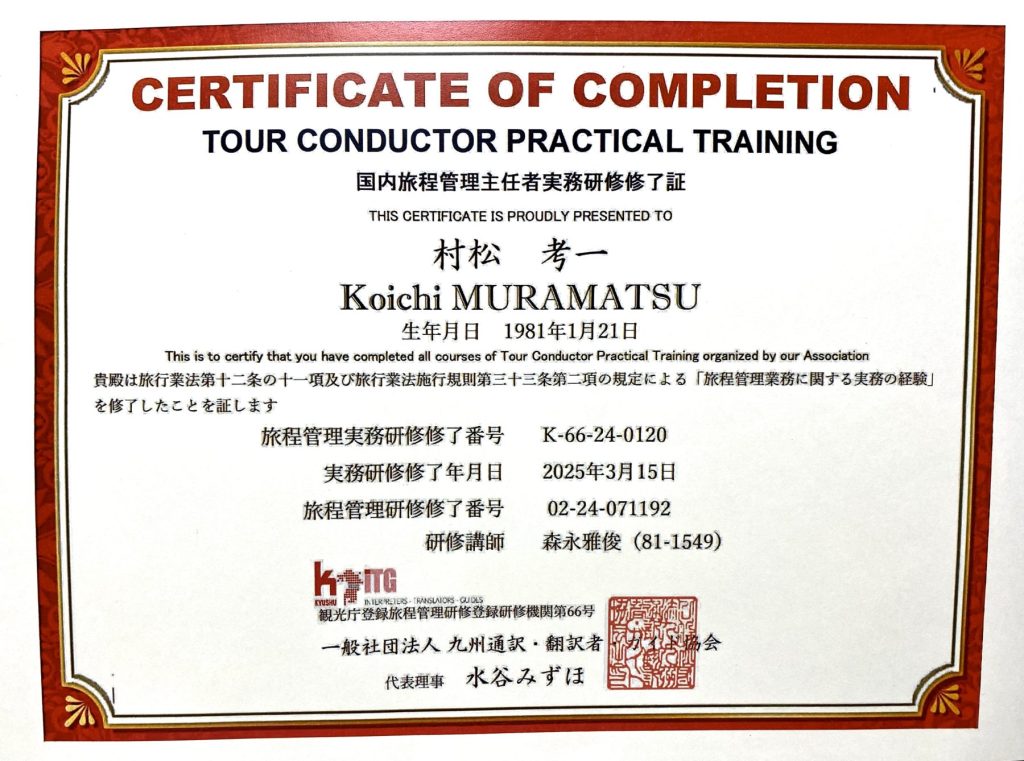 CERTIFICATE OF COMPLETION
TOUR CONDUCTOR PRACTICAL TRAINING
国内旅程管理主任者実務研修修了証
THIS CERTIFICATE IS PROUDLY PRESENTED TO
村松　考一
Koichi MURAMATSU
生年月日　1981年1月21日
This is to certify that you have completed all courses of Tour Conductor Practical Training organized by our Association
貴殿は旅行業法第十二条の十一項及び旅行業法施行規則第三十三条第二項の規定による「旅程管理業務に関する実務の経験」
を修了したことを証します
旅程管理実務研修修了番号　K-66-24-0120
実務研修修了年月日　2025年3月15日
旅程管理研修修了番号　02-24-071192
研修講師　森永雅俊（81-1549）
K iTG
KYUSHU INTERPRETERS・TRANSLATORS・GUIDES
観光庁登録旅程管理研修登録研修機関第66号
一般社団法人 九州通訳・翻訳者・ガイド協会
代表理事　水谷みずほ